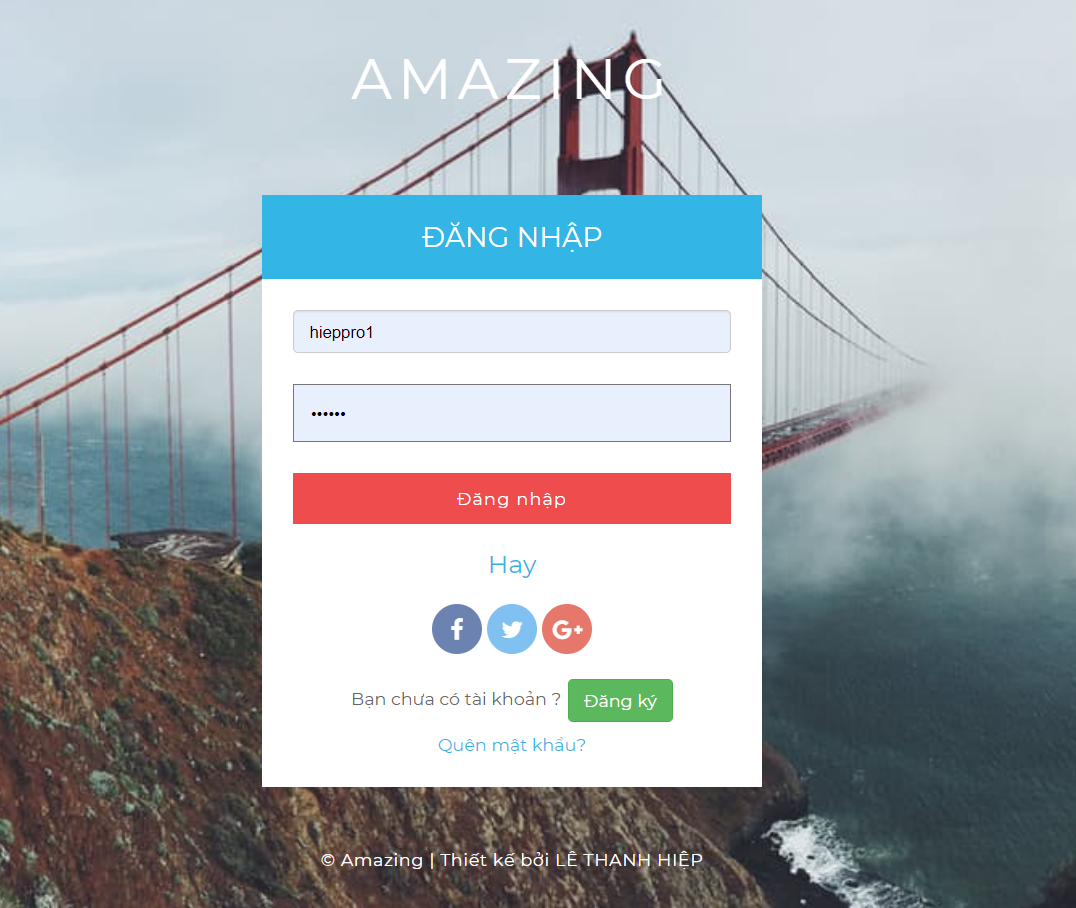 AMAZING
ĐĂNG NHẬP
hieppro1
••••••
Đăng nhập
Hay
Bạn chưa có tài khoản ? Đăng ký
Quên mật khẩu?
© Amazing | Thiết kế bởi LÊ THANH HIỆP